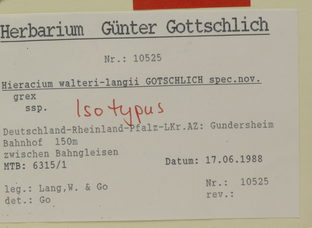 Herbarium Günter Gottschlich
Nr.: 10525
Hieracium walteri-langii GOTSCHLICH spec.nov.
grex
ssp. Isotypus
Deutschland-Rheinland-Pfalz-LKr.AZ: Gundersheim
Bahnhof 150m
zwischen Bahngleisen
MTB: 6315/1 Datum: 17.06.1988
leg.: Lang,W. & Go Nr.: 10525
det.: Go rev.: